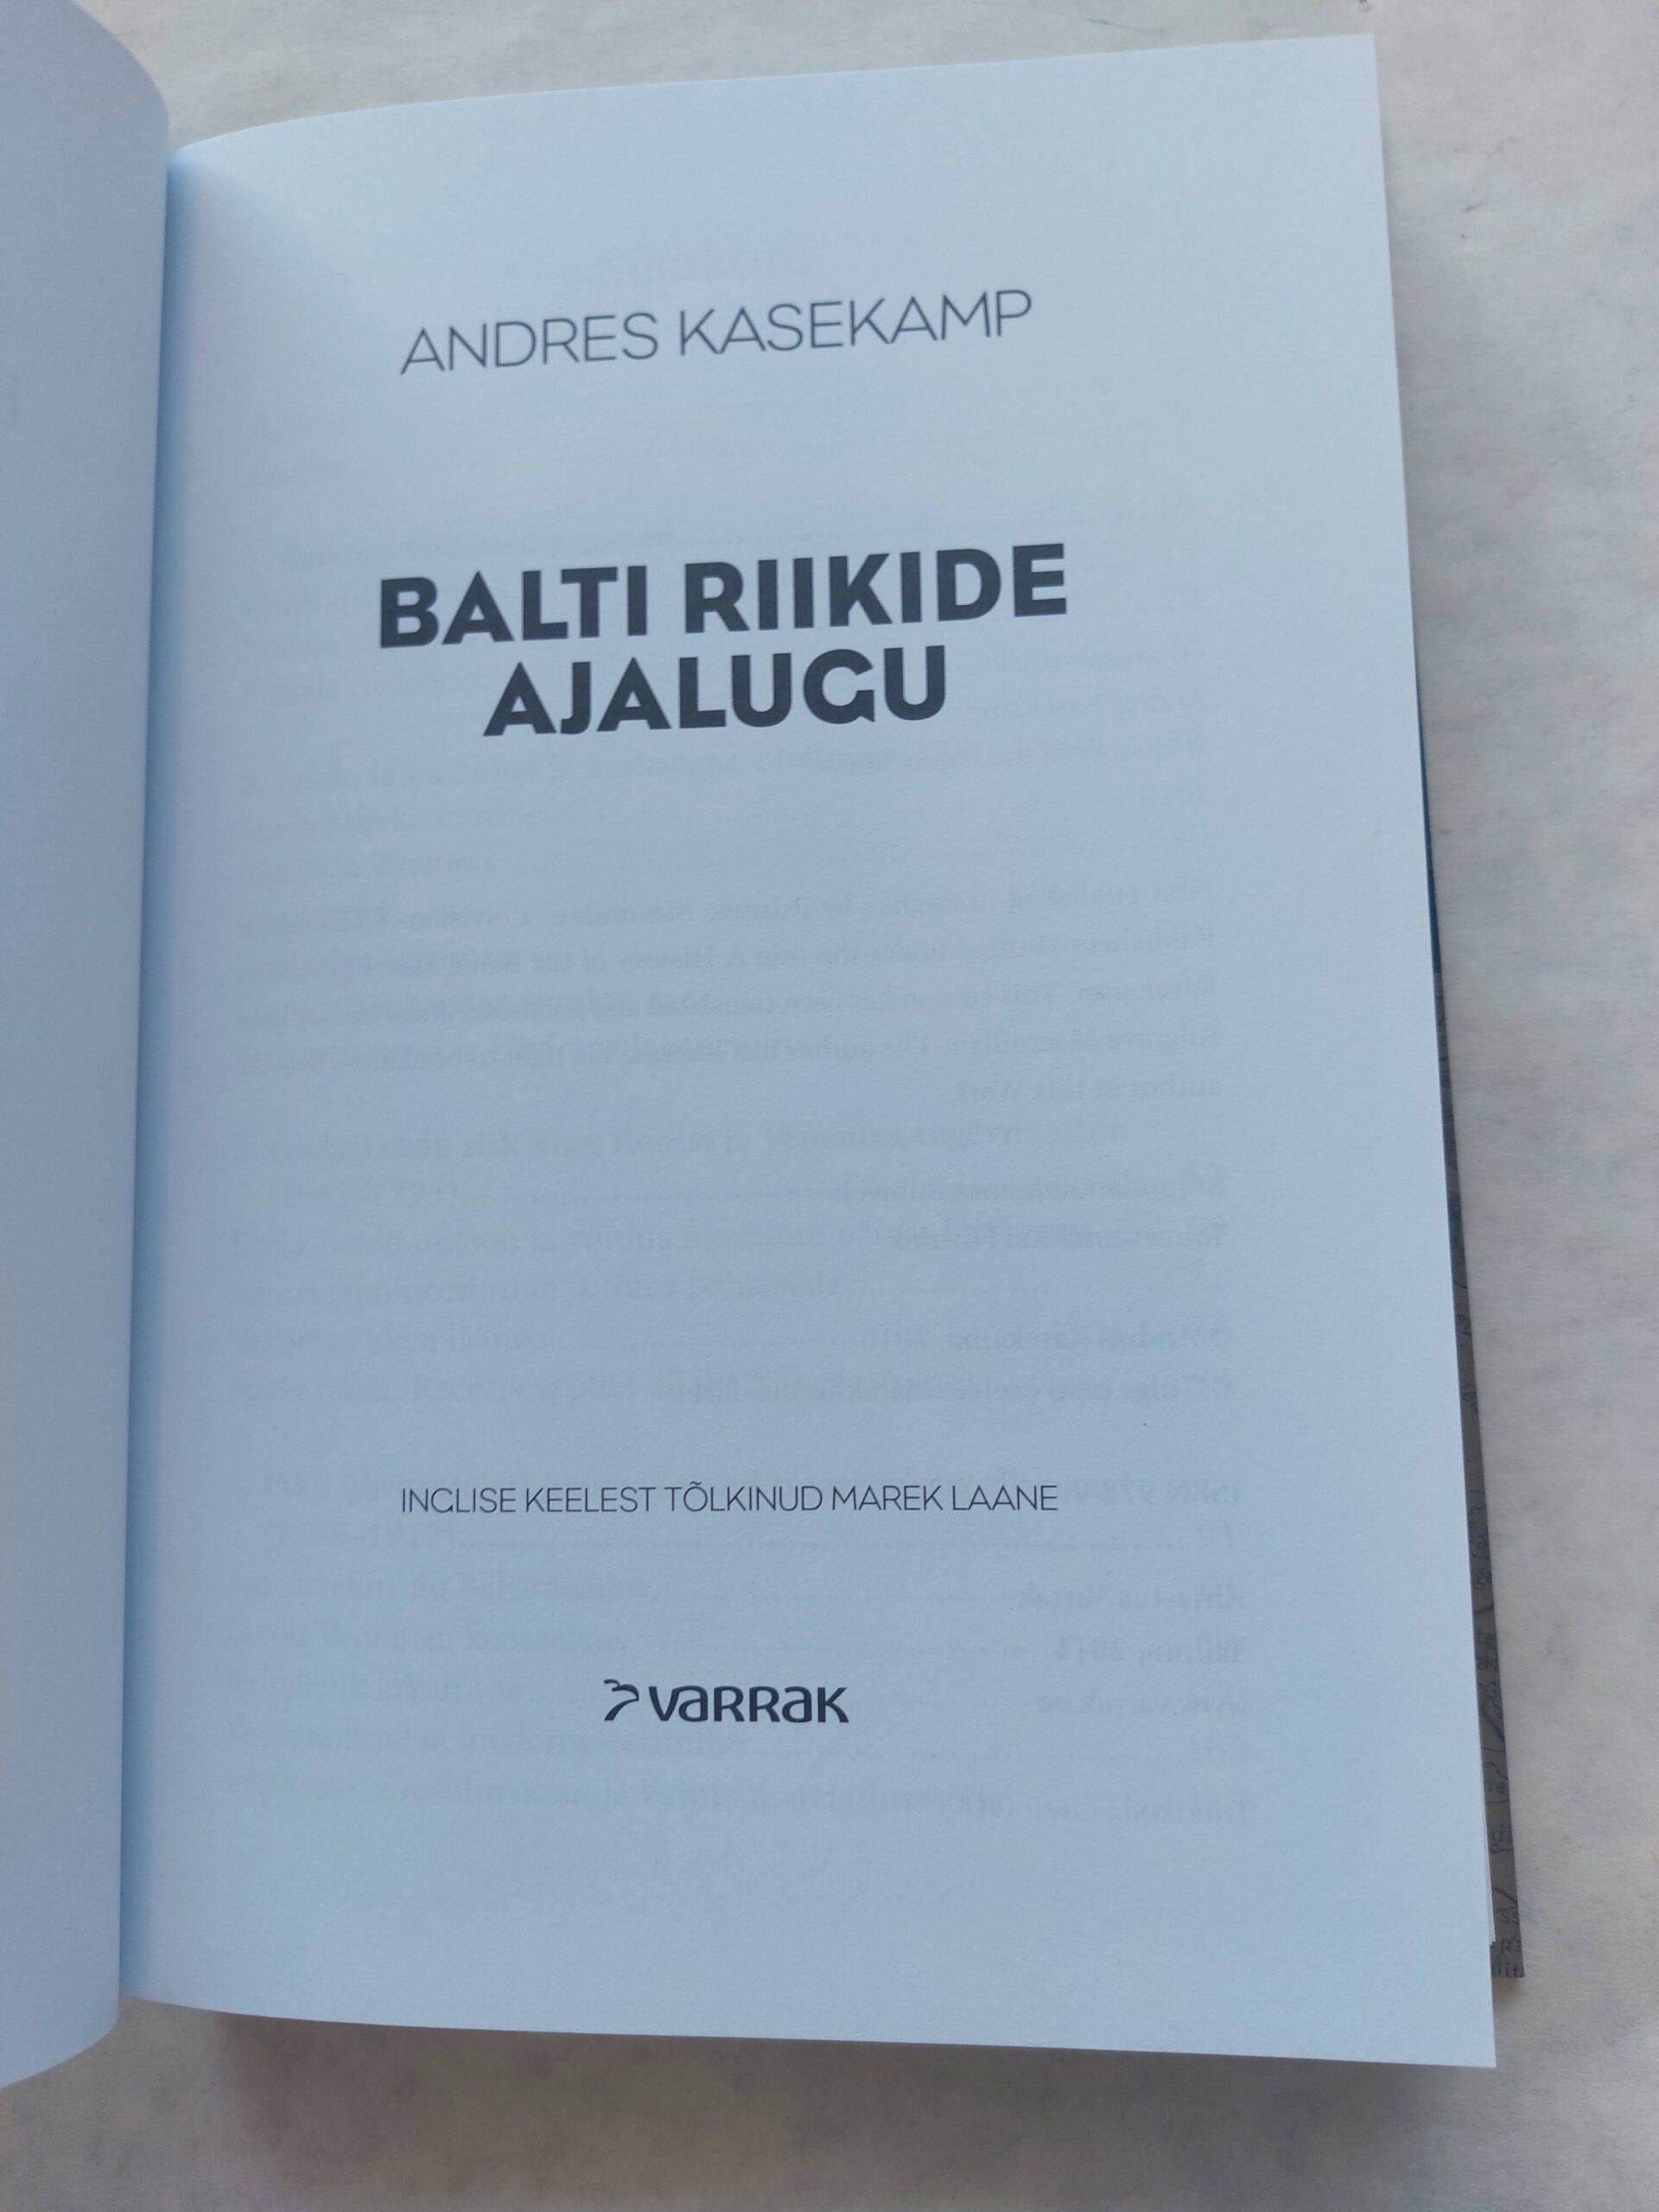 ANDRES KASEKAMP
BALTI RIIKIDE
AJALUGU
INGLISE KEELEST TÕLKINUD MAREK LAANE
VARRAK